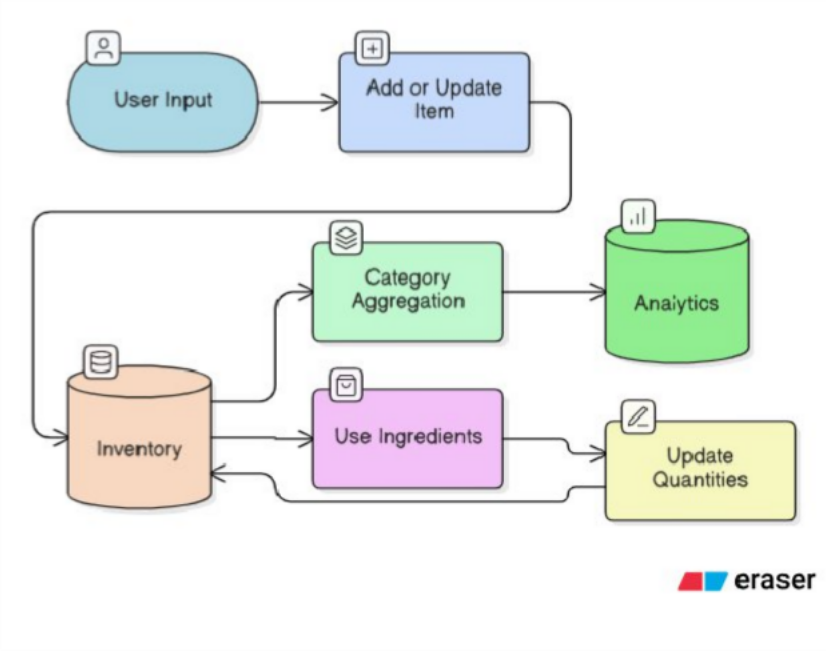 User Input
Add or Update
Item
Category
Aggregation
Analytics
Inventory
Use Ingredients
Update
Quantities
eraser